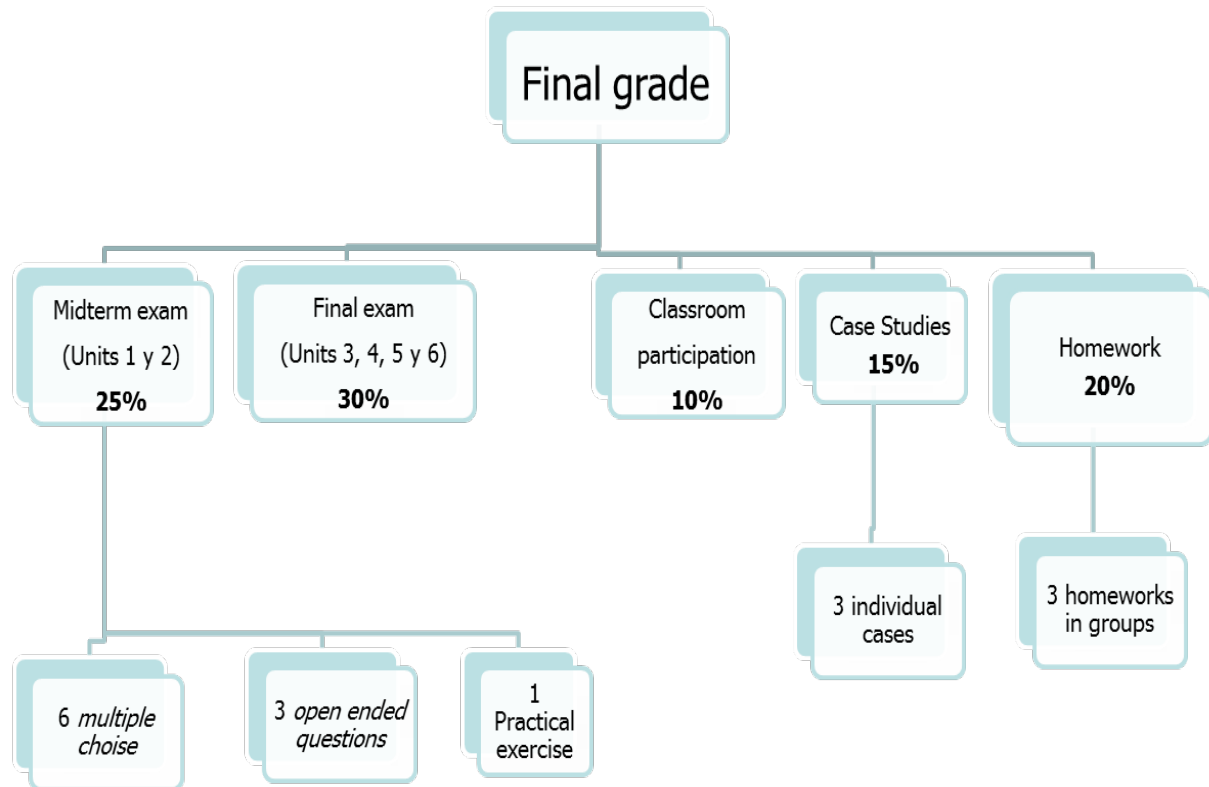 Final grade
Midterm exam
(Units 1 y 2)
25%
Final exam
(Units 3, 4, 5 y 6)
30%
Classroom
participation
10%
Case Studies
15%
Homework
20%
3 individual
cases
3 homeworks
in groups
6 multiple
choise
3 open ended
questions
1
Practical
exercise